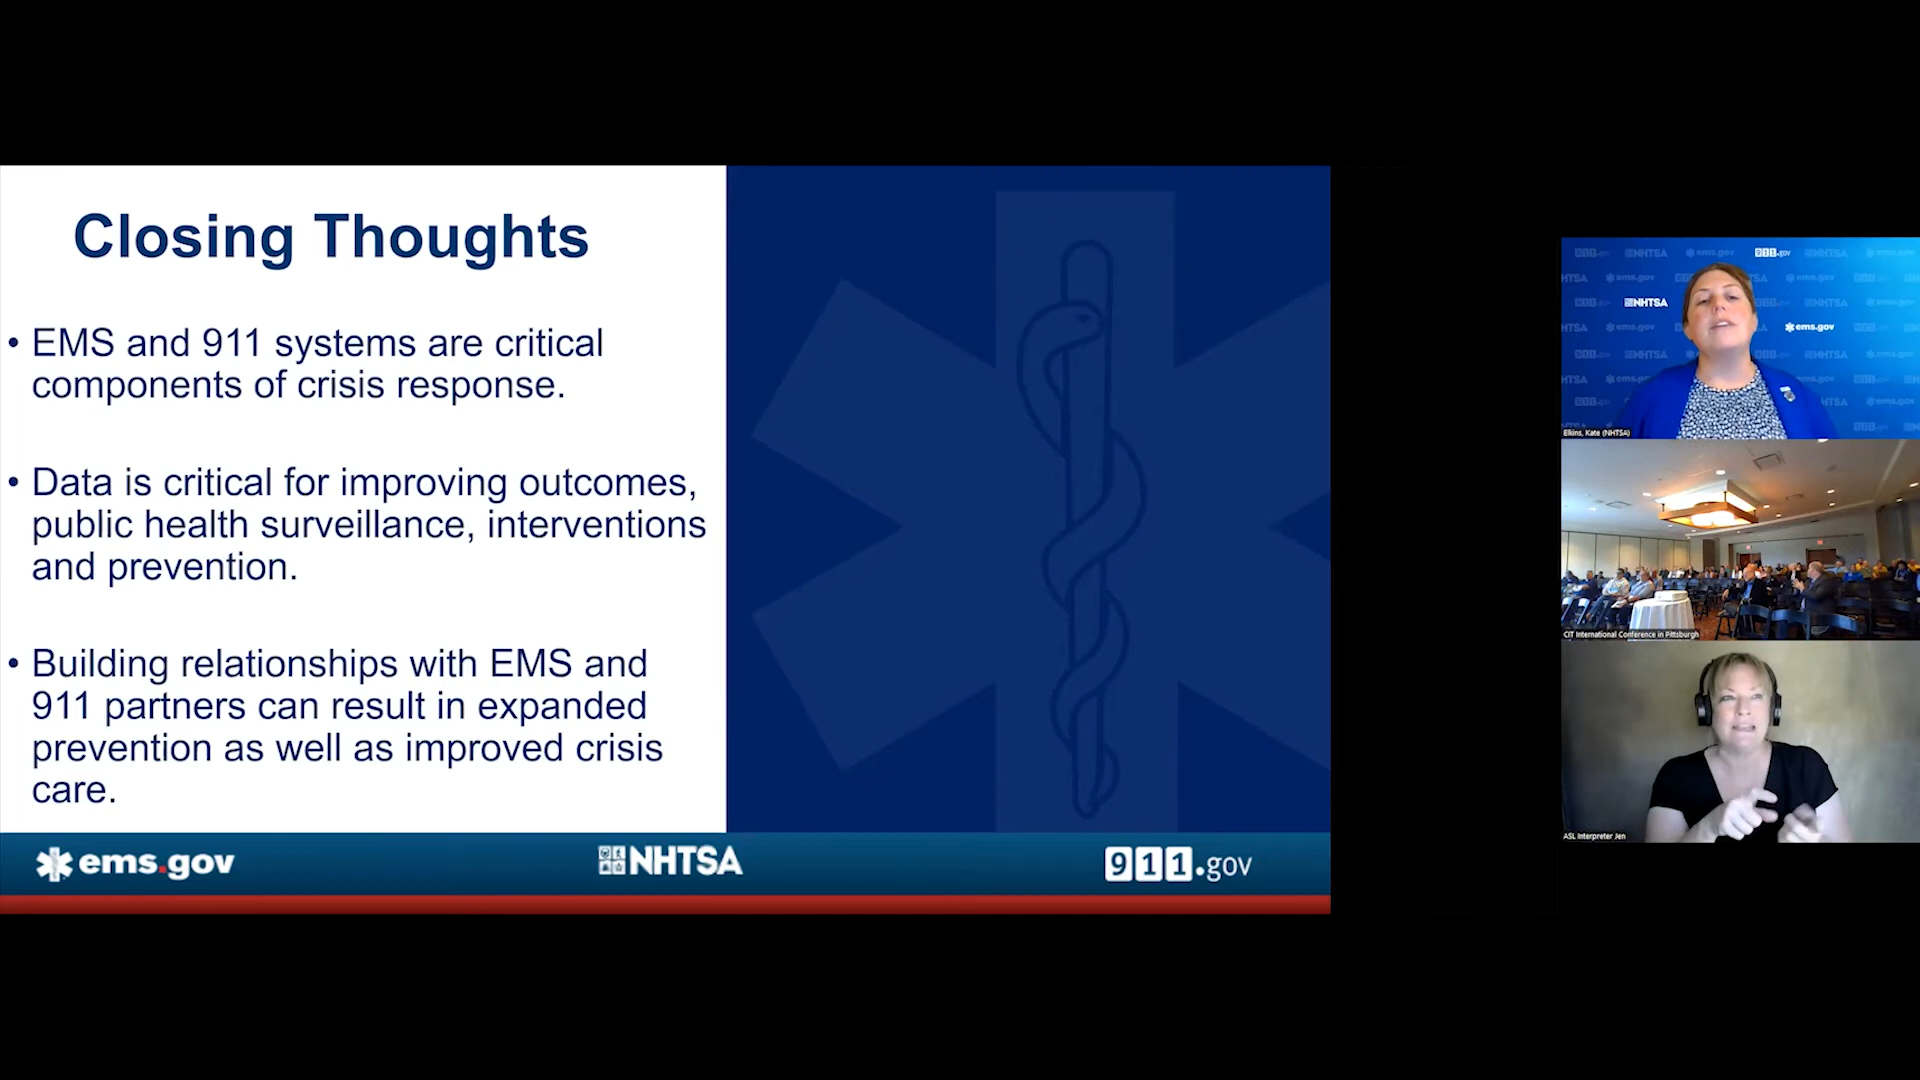 Closing Thoughts
• EMS and 911 systems are critical
components of crisis response.
• Data is critical for improving outcomes,
public health surveillance, interventions
and prevention.
• Building relationships with EMS and
911 partners can result in expanded
prevention as well as improved crisis
care.
ems.gov
NHTSA
911.gov
911.gov
NHTSA
ems.gov
Elkins, Kate (NHTSA)
CIT International Conference in Pittsburgh
ASL Interpreter Jen